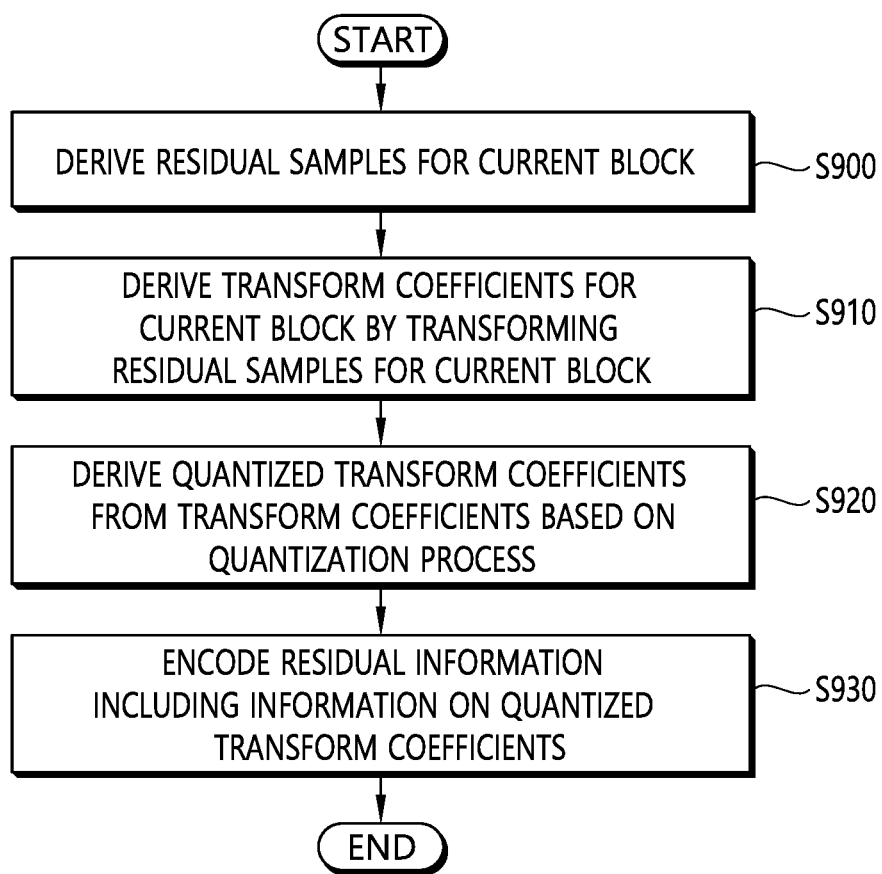 START
DERIVE RESIDUAL SAMPLES FOR CURRENT BLOCK
S900
DERIVE TRANSFORM COEFFICIENTS FOR
CURRENT BLOCK BY TRANSFORMING
RESIDUAL SAMPLES FOR CURRENT BLOCK
S910
DERIVE QUANTIZED TRANSFORM COEFFICIENTS
FROM TRANSFORM COEFFICIENTS BASED ON
QUANTIZATION PROCESS
S920
ENCODE RESIDUAL INFORMATION
INCLUDING INFORMATION ON QUANTIZED
TRANSFORM COEFFICIENTS
S930
END